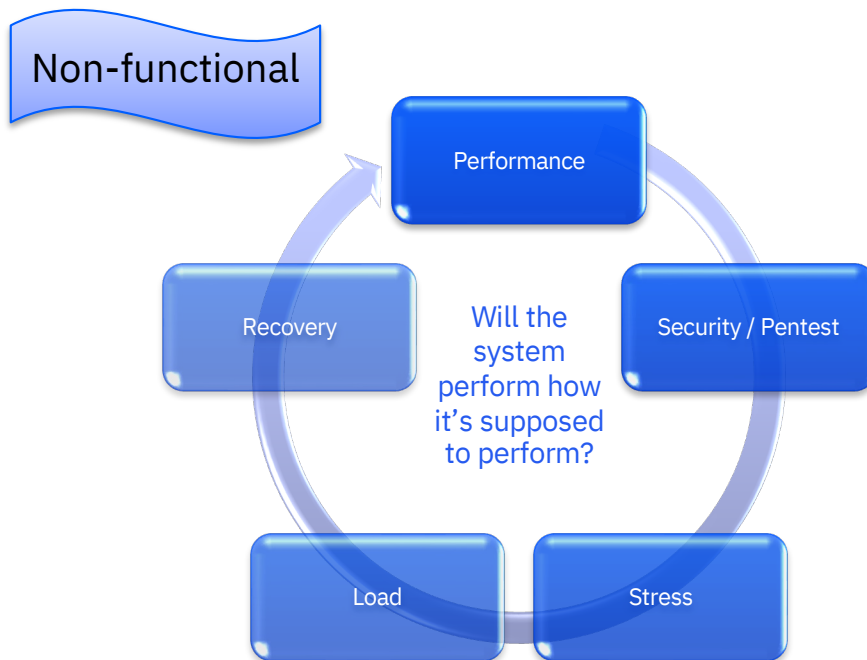 Non-functional
Performance
Security / Pentest
Stress
Load
Recovery
Will the
system
perform how
it's supposed
to perform?